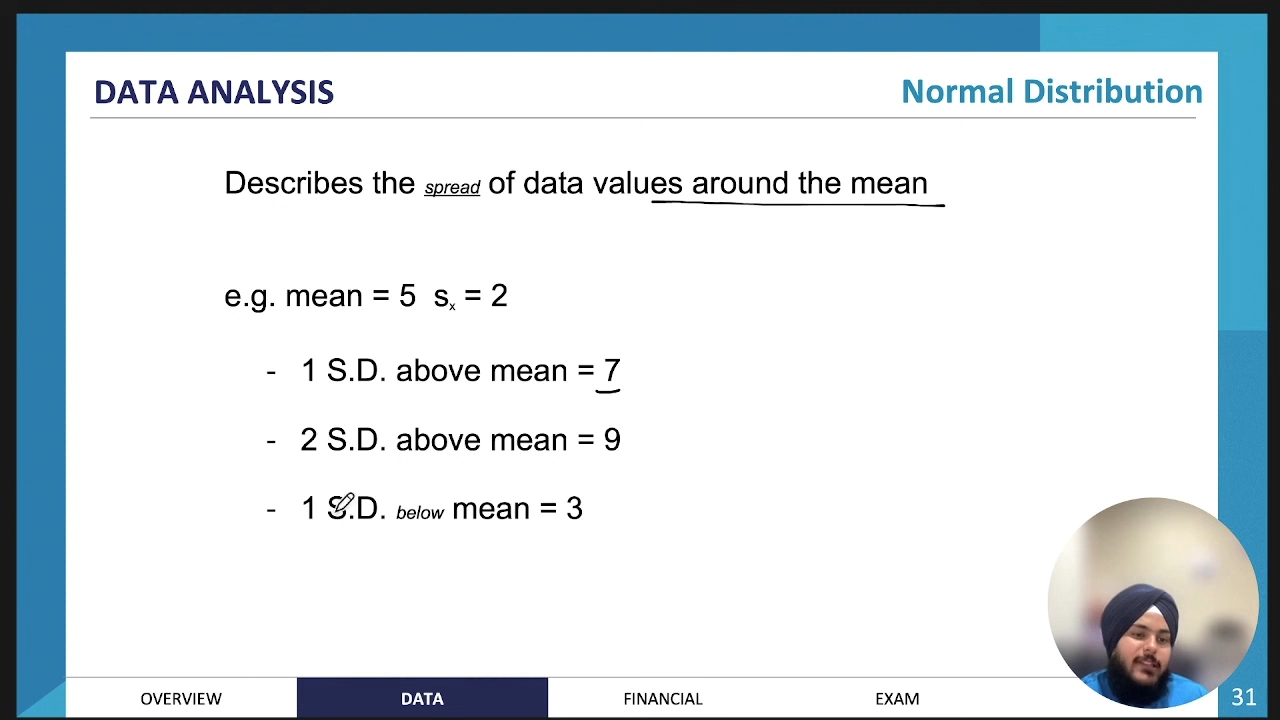 DATA ANALYSIS
Normal Distribution
Describes the spread of data values around the mean
e.g. mean = 5 sx = 2
- 1 S.D. above mean = 7
- 2 S.D. above mean = 9
- 1 S.D. below mean = 3
OVERVIEW
DATA
FINANCIAL
EXAM
31